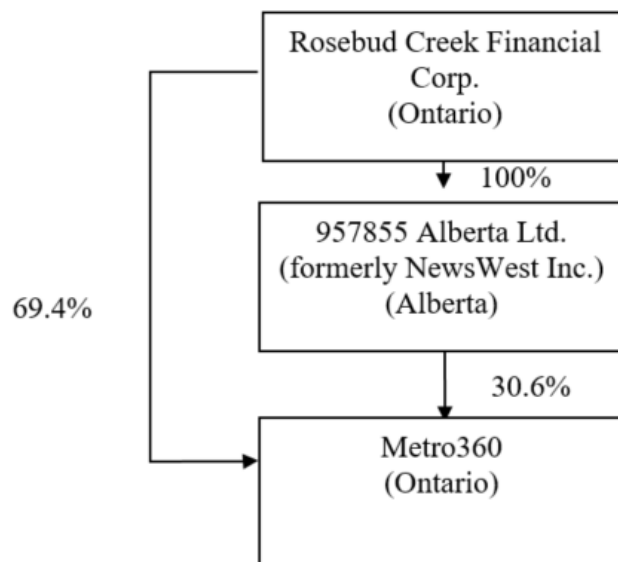 Rosebud Creek Financial
Corp.
(Ontario)
100%
957855 Alberta Ltd.
(formerly NewsWest Inc.)
(Alberta)
69.4%
30.6%
Metro360
(Ontario)